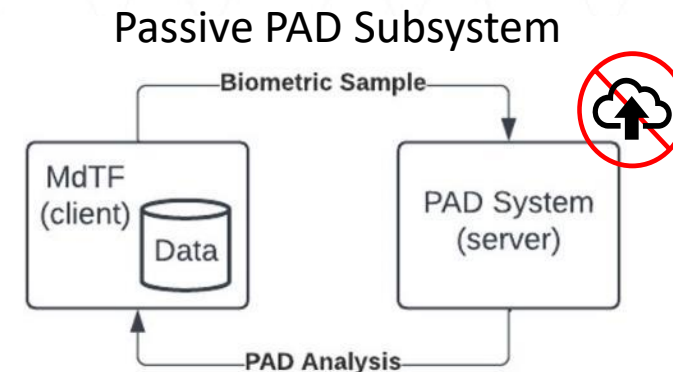 Passive PAD Subsystem
Biometric Sample
MdTF
(client)
Data
PAD System
(server)
PAD Analysis